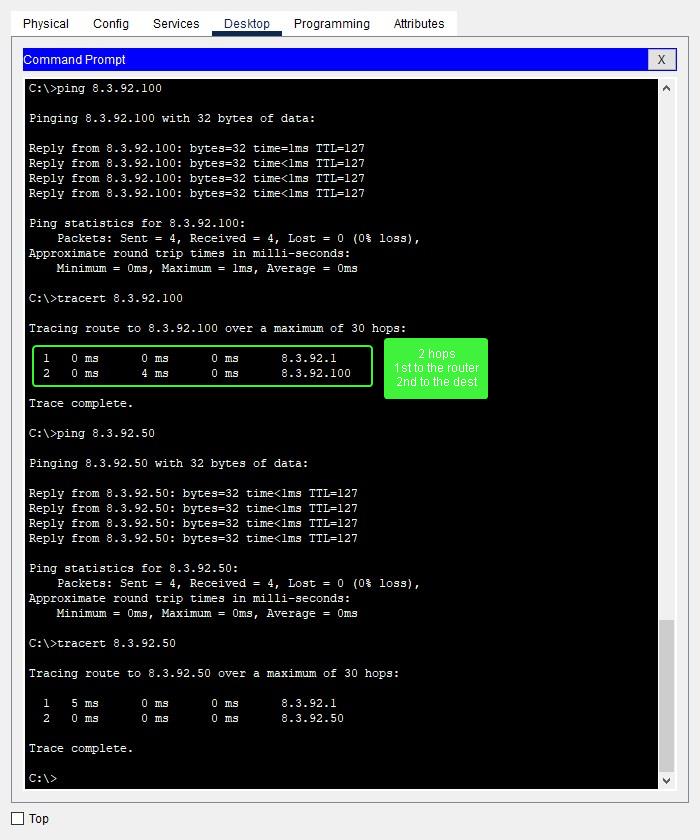 Physical Config Services Desktop Programming Attributes
Command Prompt X
C:\>ping 8.3.92.100
Pinging 8.3.92.100 with 32 bytes of data:
Reply from 8.3.92.100: bytes=32 time=1ms TTL=127
Reply from 8.3.92.100: bytes=32 time<1ms TTL=127
Reply from 8.3.92.100: bytes=32 time<1ms TTL=127
Reply from 8.3.92.100: bytes=32 time<1ms TTL=127
Ping statistics for 8.3.92.100:
Packets: Sent = 4, Received = 4, Lost = 0 (0% loss),
Approximate round trip times in milli-seconds:
Minimum = 0ms, Maximum = 1ms, Average = 0ms
C:\>tracert 8.3.92.100
Tracing route to 8.3.92.100 over a maximum of 30 hops:
1 0 ms 0 ms 0 ms 8.3.92.1
2 0 ms 4 ms 0 ms 8.3.92.100
2 hops
1st to the router
2nd to the dest
Trace complete.
C:\>ping 8.3.92.50
Pinging 8.3.92.50 with 32 bytes of data:
Reply from 8.3.92.50: bytes=32 time<1ms TTL=127
Reply from 8.3.92.50: bytes=32 time<1ms TTL=127
Reply from 8.3.92.50: bytes=32 time<1ms TTL=127
Reply from 8.3.92.50: bytes=32 time<1ms TTL=127
Ping statistics for 8.3.92.50:
Packets: Sent = 4, Received = 4, Lost = 0 (0% loss),
Approximate round trip times in milli-seconds:
Minimum = 0ms, Maximum = 0ms, Average = 0ms
C:\>tracert 8.3.92.50
Tracing route to 8.3.92.50 over a maximum of 30 hops:
1 5 ms 0 ms 0 ms 8.3.92.1
2 0 ms 0 ms 0 ms 8.3.92.50
Trace complete.
C:\>
Top